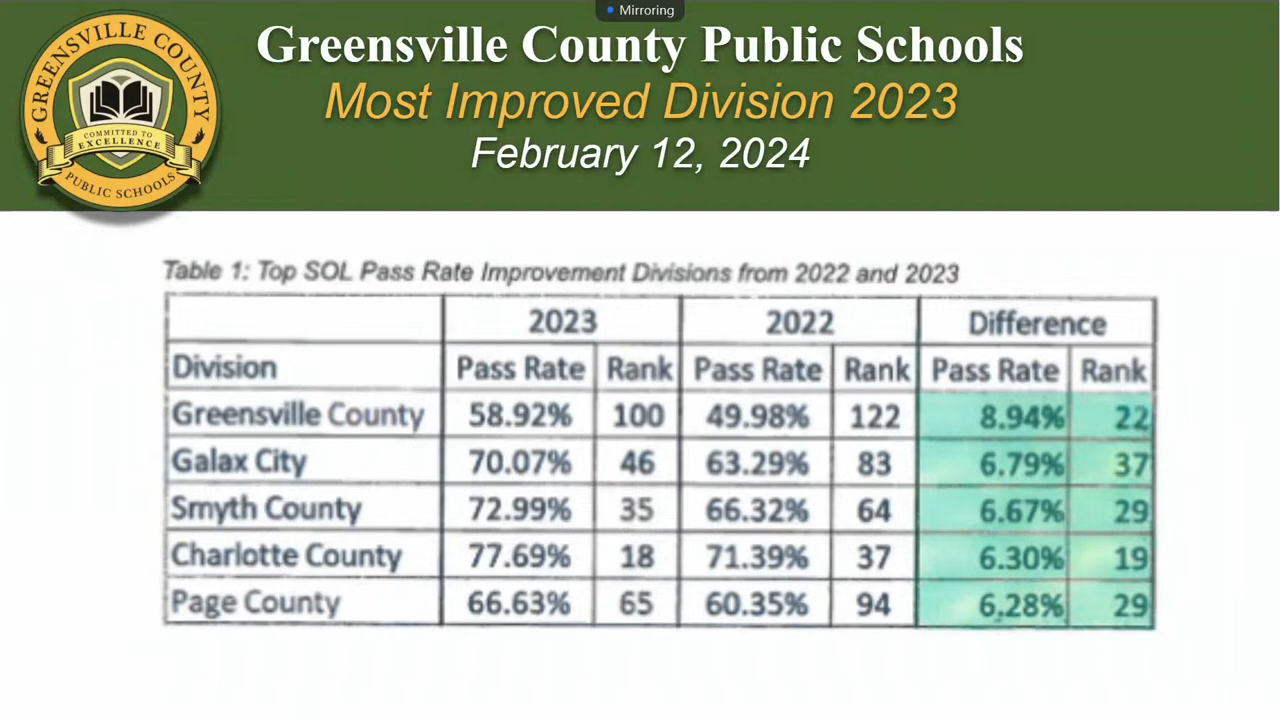 Mirroring
GREENSVILLE COUNTY
COMMITTED TO
EXCELLENCE
PUBLIC SCHOOLS
Greensville County Public Schools
Most Improved Division 2023
February 12, 2024
Table 1: Top SOL Pass Rate Improvement Divisions from 2022 and 2023
2023 2022 Difference
Division Pass Rate Rank Pass Rate Rank Pass Rate Rank
Greensville County 58.92% 100 49.98% 122 8.94% 22
Galax City 70.07% 46 63.29% 83 6.79% 37
Smyth County 72.99% 35 66.32% 64 6.67% 29
Charlotte County 77.69% 18 71.39% 37 6.30% 19
Page County 66.63% 65 60.35% 94 6.28% 29